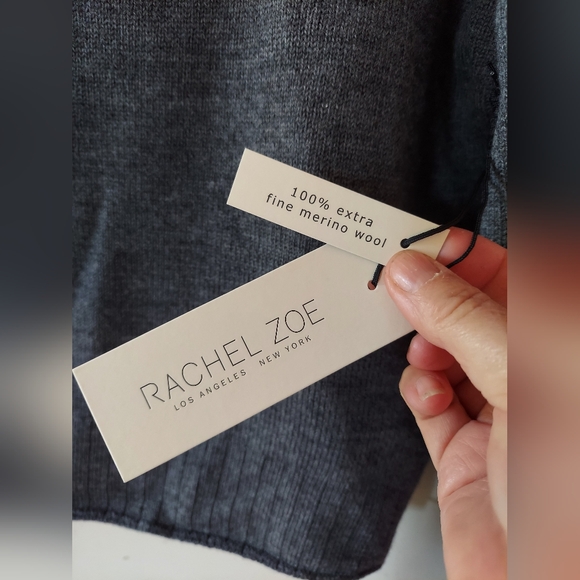 100% extra
fine merino wool
RACHEL ZOE
LOS ANGELES NEW YORK